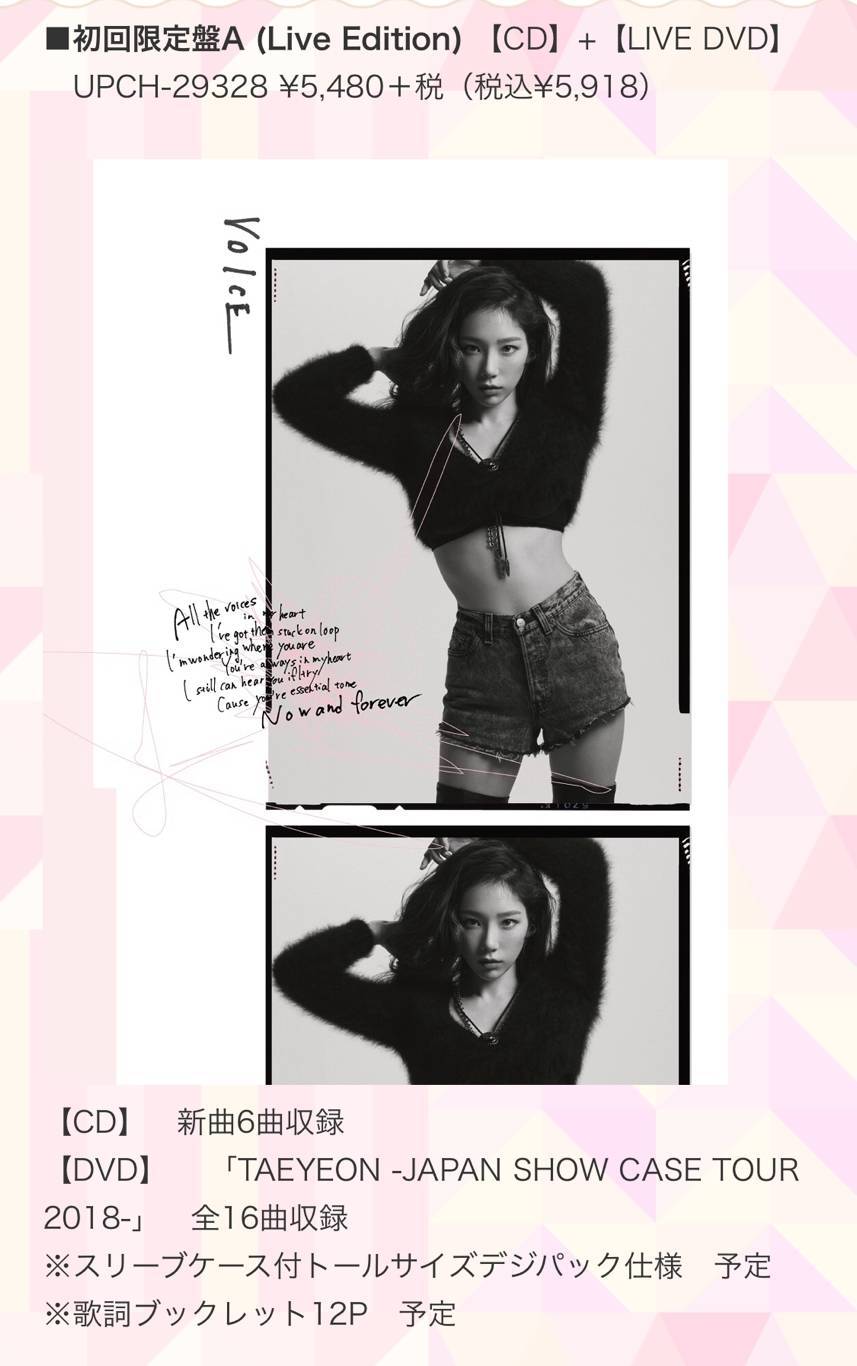 ■初回限定盤A (Live Edition) 【CD】+【LIVE DVD】
UPCH-29328 ¥5,480＋税（税込¥5,918）
VOICE
All the voices
in my heart
I've got them stuck on loop
I'm wondering where you are
You're always in my heart
I still can hear you if I try
Cause you're essential tone
Now and forever
【CD】　新曲6曲収録
【DVD】　「TAEYEON -JAPAN SHOW CASE TOUR
2018-」　全16曲収録
※スリーブケース付トールサイズデジパック仕様　予定
※歌詞ブックレット12P　予定